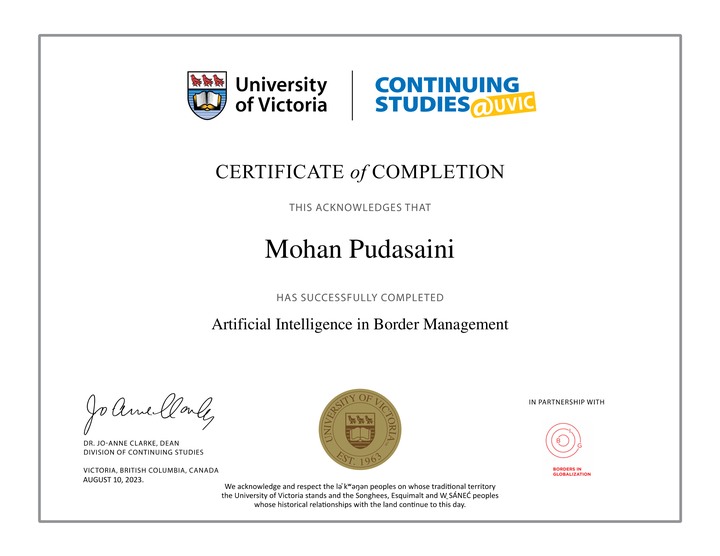 University
of Victoria
CONTINUING
STUDIES@UVIC
CERTIFICATE of COMPLETION
THIS ACKNOWLEDGES THAT
Mohan Pudasaini
HAS SUCCESSFULLY COMPLETED
Artificial Intelligence in Border Management
Jo-Anne Clarke
DR. JO-ANNE CLARKE, DEAN
DIVISION OF CONTINUING STUDIES
VICTORIA, BRITISH COLUMBIA, CANADA
AUGUST 10, 2023.
UNIVERSITY OF VICTORIA
EST. 1963
IN PARTNERSHIP WITH
B I G
BORDERS IN
GLOBALIZATION
We acknowledge and respect the lək̓ʷəŋən peoples on whose traditional territory
the University of Victoria stands and the Songhees, Esquimalt and W̱SÁNEĆ peoples
whose historical relationships with the land continue to this day.